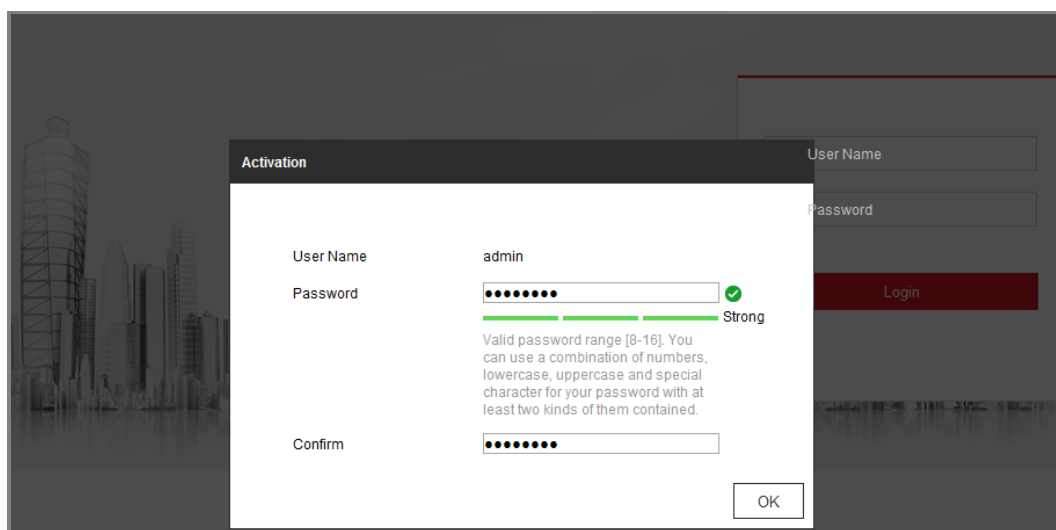 Activation
User Name
Password
Login
User Name admin
Password ●●●●●●●●
Strong
Valid password range [8-16]. You
can use a combination of numbers,
lowercase, uppercase and special
character for your password with at
least two kinds of them contained.
Confirm ●●●●●●●●
OK